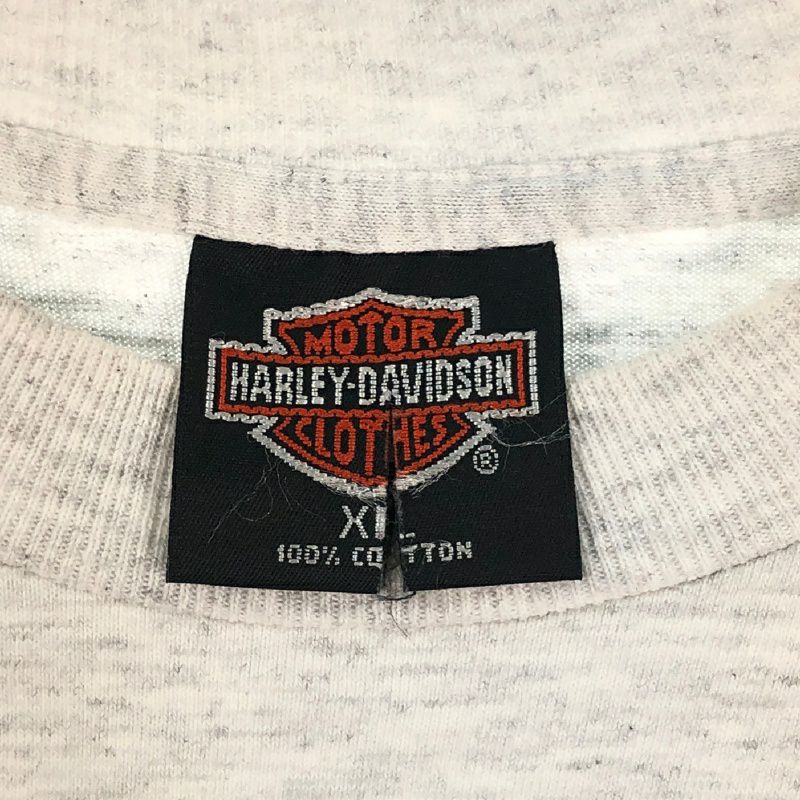 MOTOR
HARLEY-DAVIDSON
CLOTHES
®
XL
100% COTTON